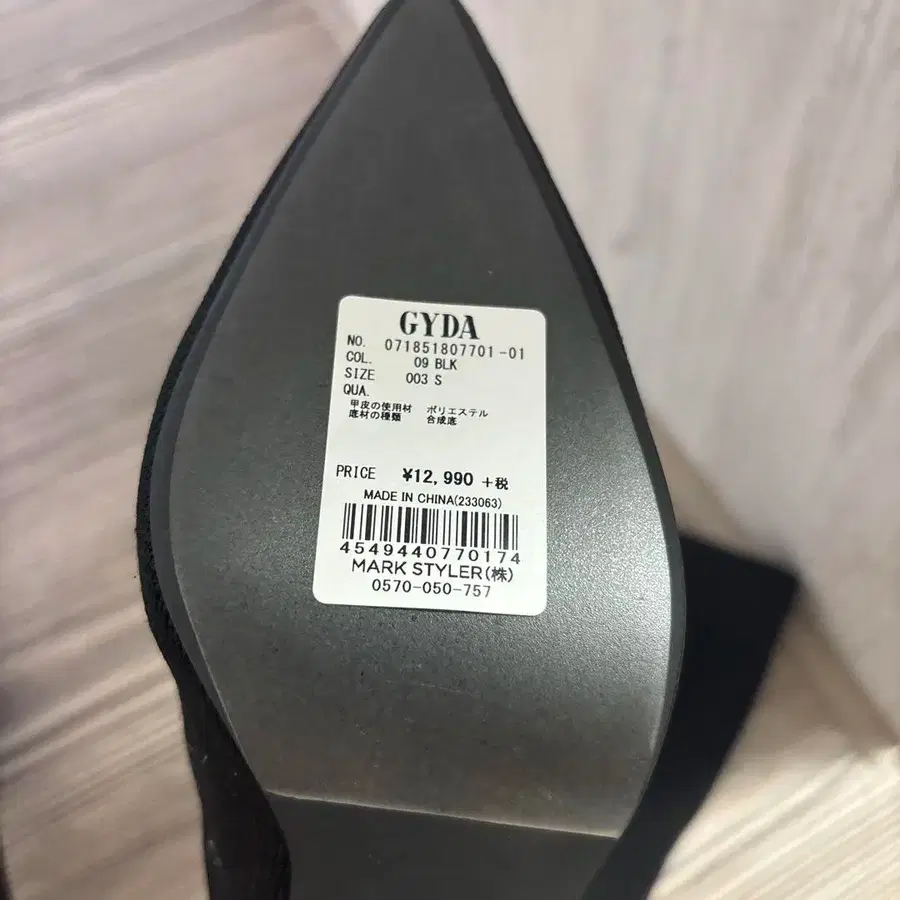 GYDA
NO. 071851807701-01
COL. 09 BLK
SIZE 003 S
QUA.
甲皮の使用材 ポリエステル
底材の種類 合成底
PRICE ¥12,990 +税
MADE IN CHINA(233063)
4549440770174
MARK STYLER(株)
0570-050-757